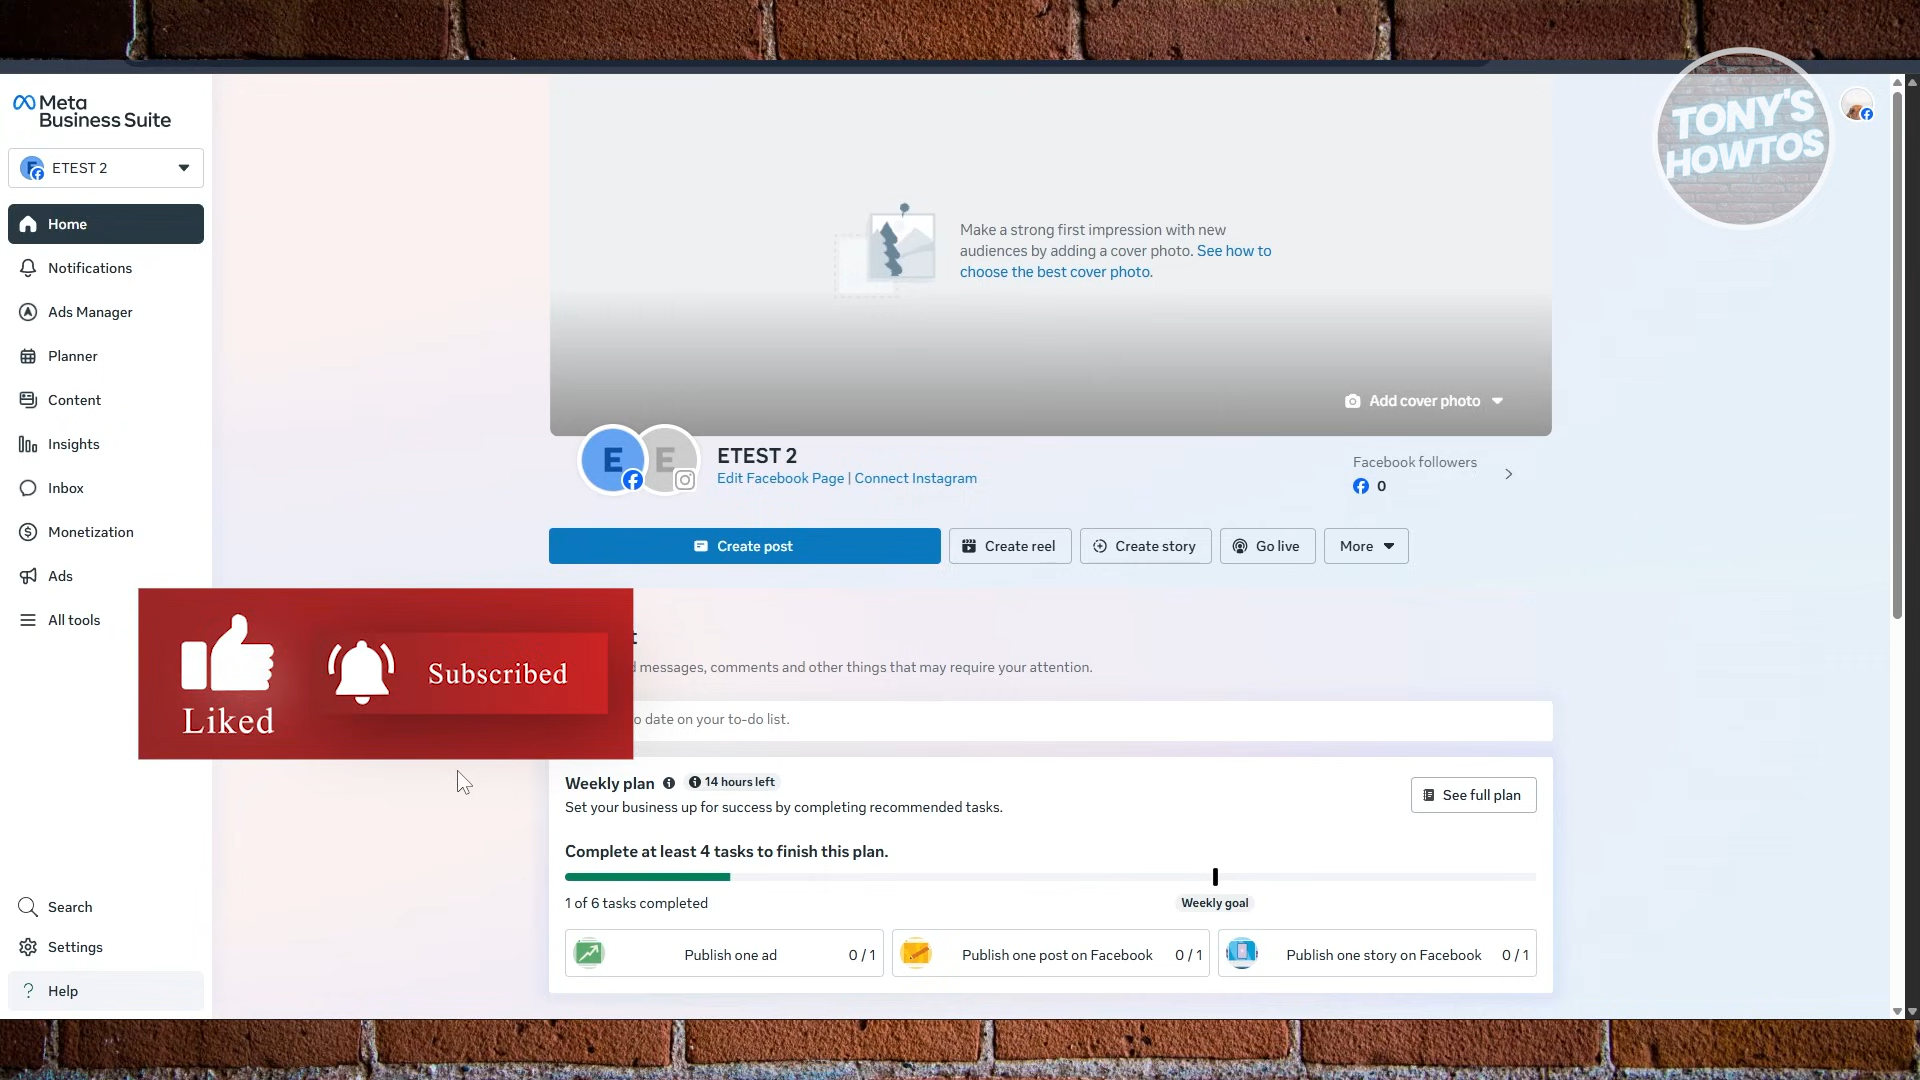 TONY'S
HOWTOS
Meta
Business Suite
ETEST 2
Home
Notifications
Ads Manager
Planner
Content
Insights
Inbox
Monetization
Ads
All tools
Search
Settings
? Help
Make a strong first impression with new
audiences by adding a cover photo. See how to
choose the best cover photo.
Add cover photo
E E
ETEST 2
Edit Facebook Page | Connect Instagram
Facebook followers
0
Create post
Create reel
Create story
Go live
More
messages, comments and other things that may require your attention.
o date on your to-do list.
Liked
Subscribed
Weekly plan 14 hours left
Set your business up for success by completing recommended tasks.
See full plan
Complete at least 4 tasks to finish this plan.
1 of 6 tasks completed
Weekly goal
Publish one ad 0 / 1
Publish one post on Facebook 0 / 1
Publish one story on Facebook 0 / 1